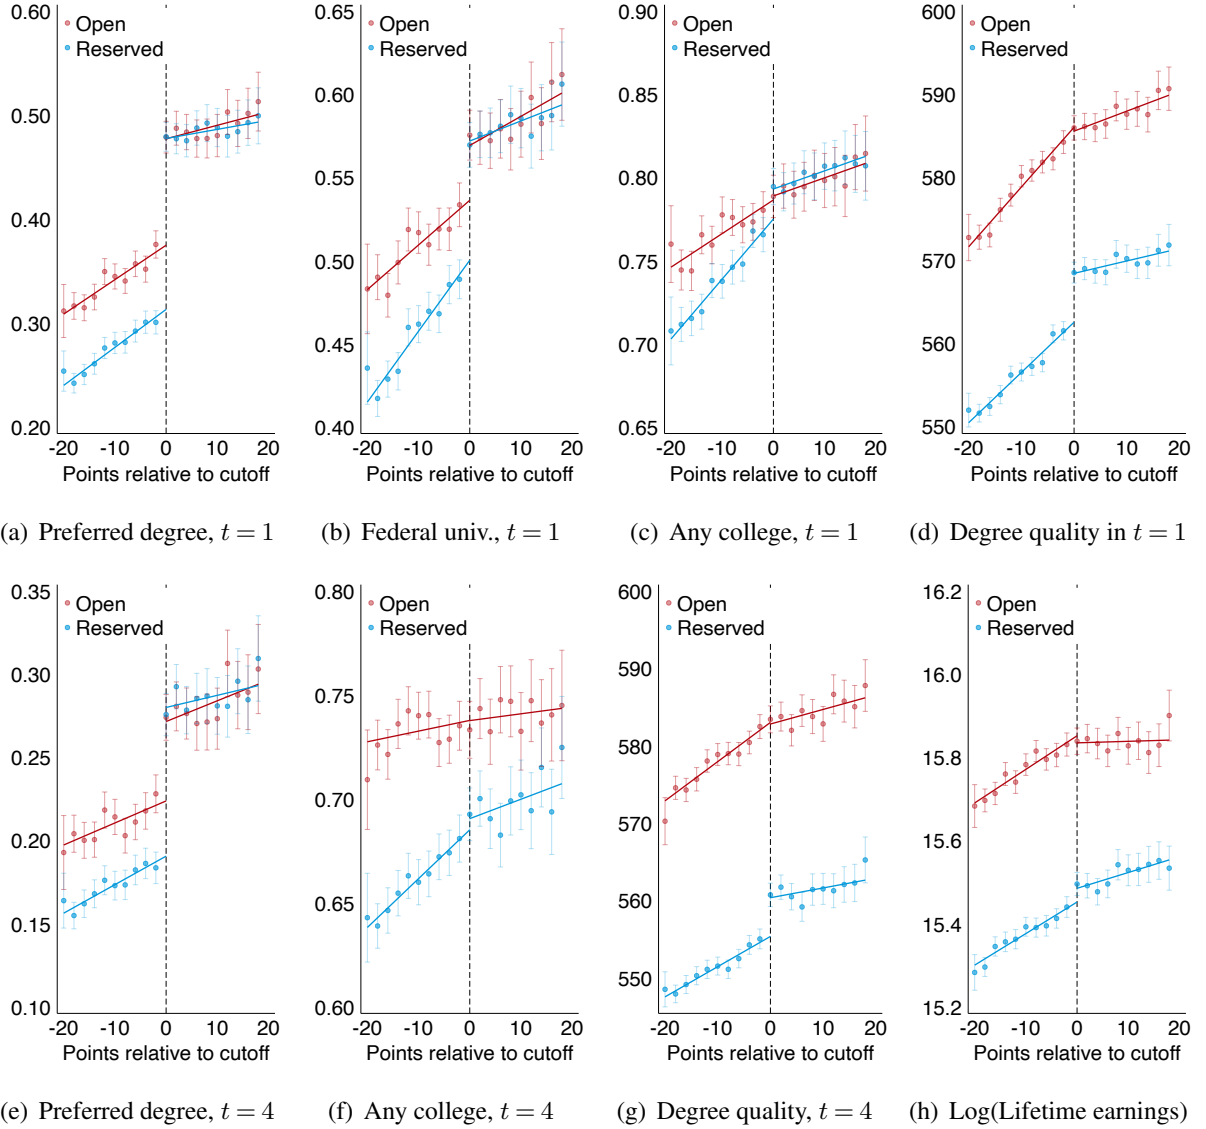 0.60
Open
Reserved
0.50
0.40
0.30
0.20
-20 -10 0 10 20
Points relative to cutoff
(a) Preferred degree, t = 1
0.65
Open
Reserved
0.60
0.55
0.50
0.45
0.40
-20 -10 0 10 20
Points relative to cutoff
(b) Federal univ., t = 1
0.90
Open
Reserved
0.85
0.80
0.75
0.70
0.65
-20 -10 0 10 20
Points relative to cutoff
(c) Any college, t = 1
600
Open
Reserved
590
580
570
560
550
-20 -10 0 10 20
Points relative to cutoff
(d) Degree quality in t = 1
0.35
Open
Reserved
0.30
0.25
0.20
0.15
0.10
-20 -10 0 10 20
Points relative to cutoff
(e) Preferred degree, t = 4
0.80
Open
Reserved
0.75
0.70
0.65
0.60
-20 -10 0 10 20
Points relative to cutoff
(f) Any college, t = 4
600
Open
Reserved
590
580
570
560
550
-20 -10 0 10 20
Points relative to cutoff
(g) Degree quality, t = 4
16.2
Open
Reserved
16.0
15.8
15.6
15.4
15.2
-20 -10 0 10 20
Points relative to cutoff
(h) Log(Lifetime earnings)